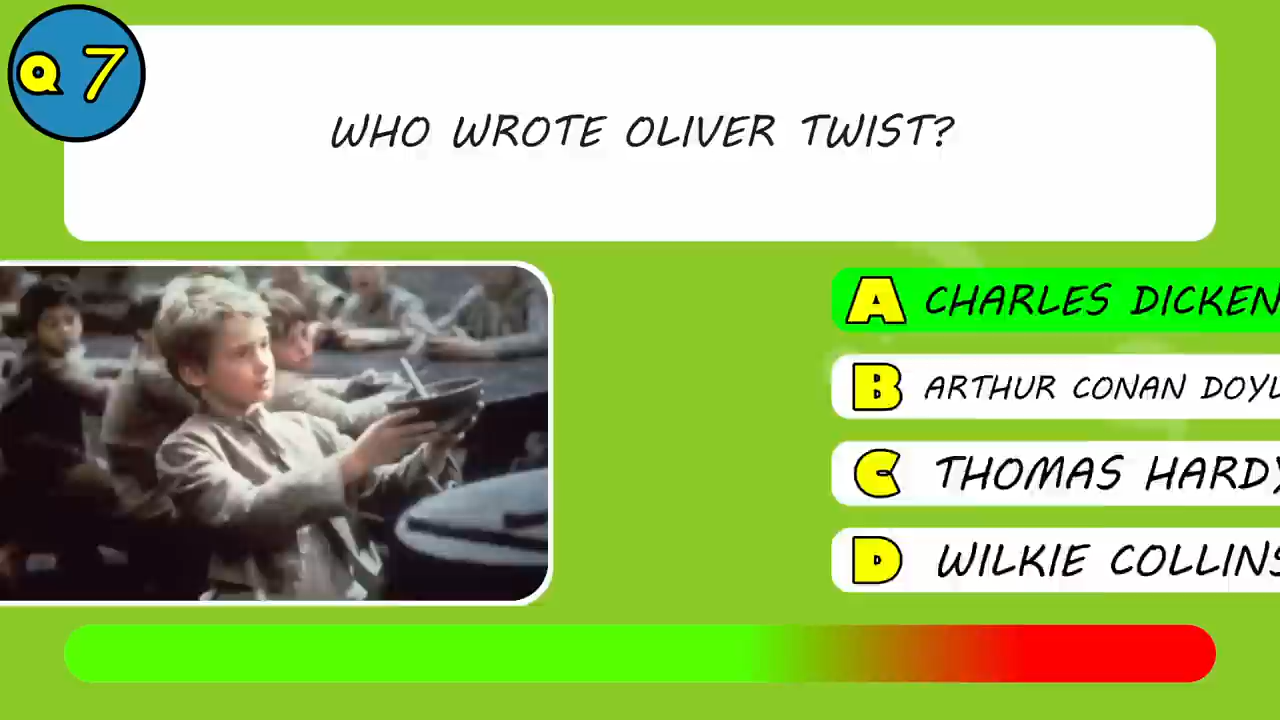 Q 7
WHO WROTE OLIVER TWIST?
A CHARLES DICKEN
B ARTHUR CONAN DOYL
C THOMAS HARDY
D WILKIE COLLINS